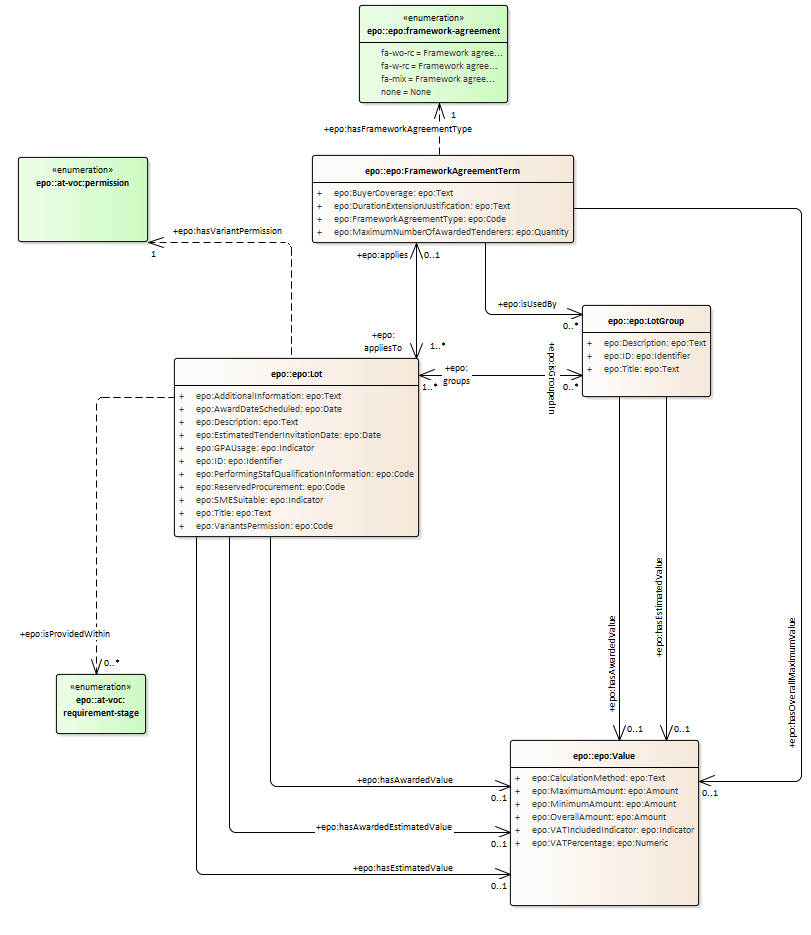 «enumeration»
epo::epo:framework-agreement
fa-wo-rc = Framework agree...
fa-w-rc = Framework agree...
fa-mix = Framework agree...
none = None
1
+epo:hasFrameworkAgreementType
«enumeration»
epo::at-voc:permission
epo::epo:FrameworkAgreementTerm
+ epo:BuyerCoverage: epo:Text
+ epo:DurationExtensionJustification: epo:Text
+ epo:FrameworkAgreementType: epo:Code
+ epo:MaximumNumberOfAwardedTenderers: epo:Quantity
+epo:hasVariantPermission
1
+epo:applies
0..1
+epo:isUsedBy
0..*
+epo:
appliesTo
1..*
epo::epo:LotGroup
+ epo:Description: epo:Text
+ epo:ID: epo:Identifier
+ epo:Title: epo:Text
+epo:
groups
1..*
+epo:isGroupedIn
0..*
epo::epo:Lot
+ epo:AdditionalInformation: epo:Text
+ epo:AwardDateScheduled: epo:Date
+ epo:Description: epo:Text
+ epo:EstimatedTenderInvitationDate: epo:Date
+ epo:GPAUsage: epo:Indicator
+ epo:ID: epo:Identifier
+ epo:PerformingStafQualificationInformation: epo:Code
+ epo:ReservedProcurement: epo:Code
+ epo:SMESuitable: epo:Indicator
+ epo:Title: epo:Text
+ epo:VariantsPermission: epo:Code
+epo:isProvidedWithin
0..*
«enumeration»
epo::at-voc:
requirement-stage
+epo:hasAwardedValue
0..1
+epo:hasEstimatedValue
0..1
+epo:hasOverallMaximumValue
0..1
epo::epo:Value
+ epo:CalculationMethod: epo:Text
+ epo:MaximumAmount: epo:Amount
+ epo:MinimumAmount: epo:Amount
+ epo:OverallAmount: epo:Amount
+ epo:VATIncludedIndicator: epo:Indicator
+ epo:VATPercentage: epo:Numeric
+epo:hasAwardedValue
0..1
+epo:hasAwardedEstimatedValue
0..1
+epo:hasEstimatedValue
0..1